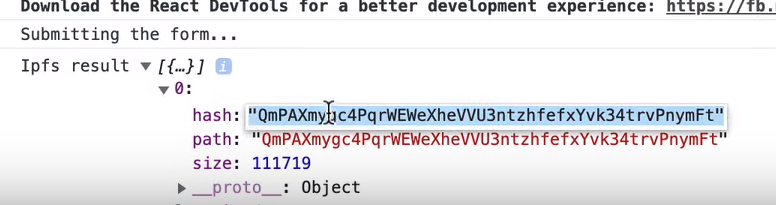 Download the React DevTools for a better development experience: https://fb.
Submitting the form...
Ipfs result ▼ [{…}] i
▼ 0:
hash: "QmPAXmygc4PqrWEWeXheVVU3ntzhfefxYvk34trvPnymFt"
path: "QmPAXmygc4PqrWEWeXheVVU3ntzhfefxYvk34trvPnymFt"
size: 111719
▶ __proto__: Object